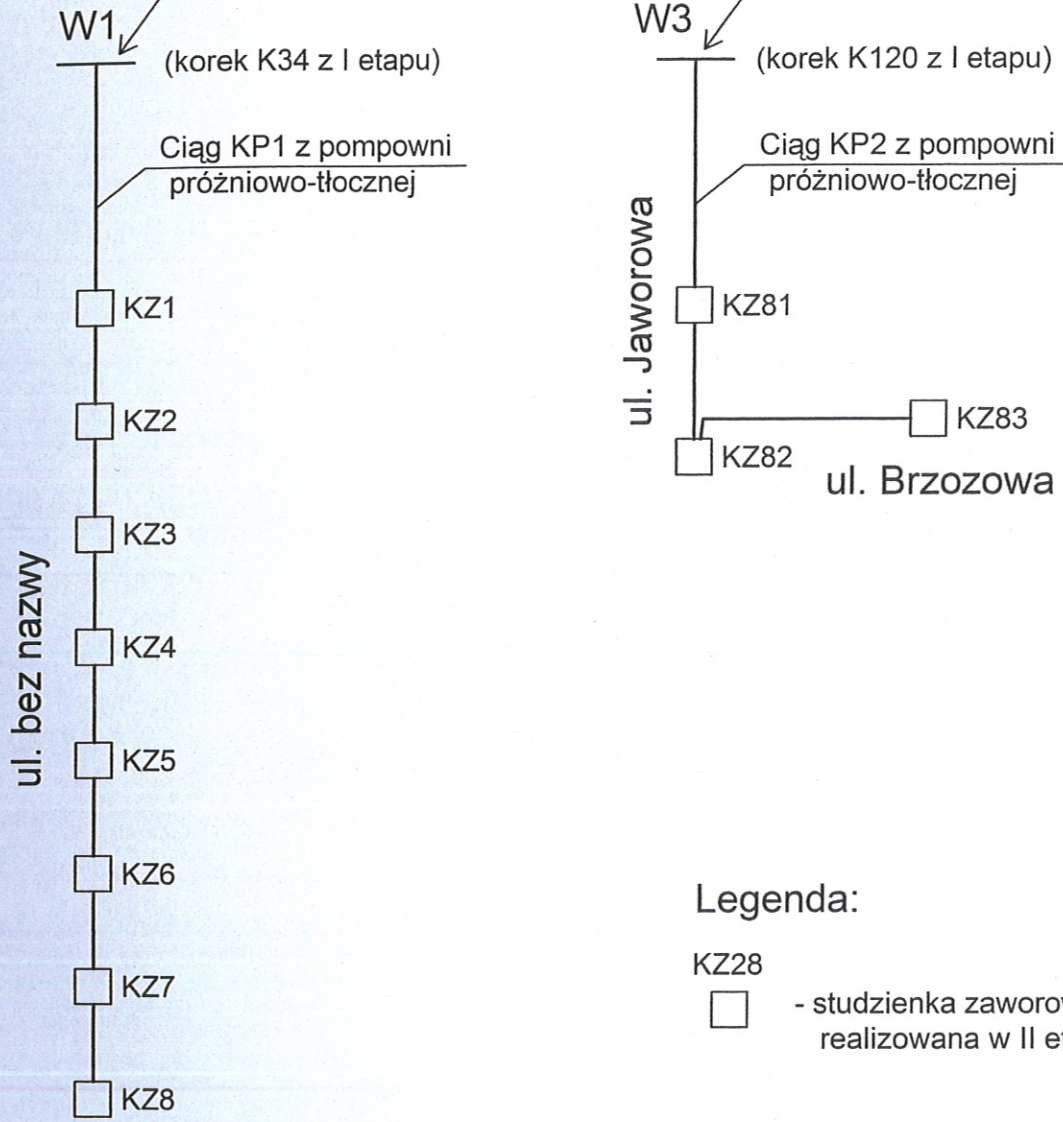 W1
(korek K34 z I etapu)
Ciąg KP1 z pompowni
próżniowo-tłocznej
KZ1
KZ2
KZ3
KZ4
KZ5
KZ6
KZ7
KZ8
ul. bez nazwy
W3
(korek K120 z I etapu)
Ciąg KP2 z pompowni
próżniowo-tłocznej
ul. Jaworowa
KZ81
KZ82
KZ83
ul. Brzozowa
Legenda:
KZ28
- studzienka
realizowana w II